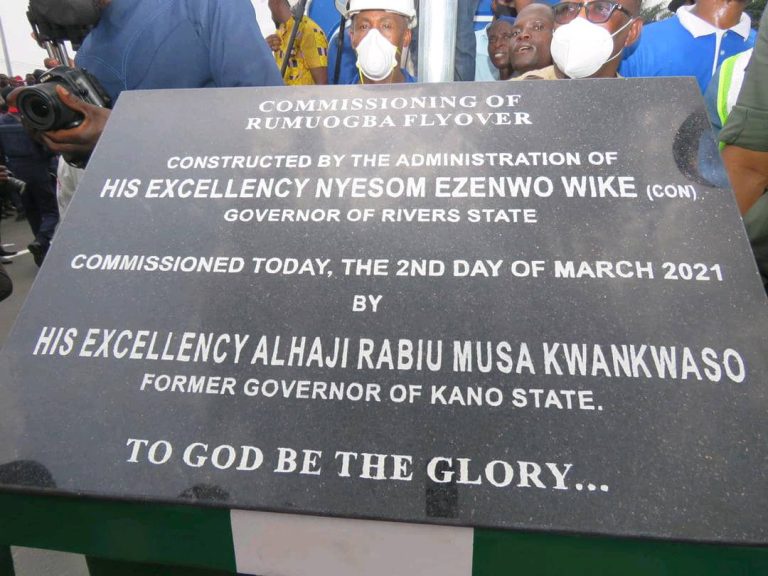 COMMISSIONING OF
RUMUOGBA FLYOVER
CONSTRUCTED BY THE ADMINISTRATION OF
HIS EXCELLENCY NYESOM EZENWO WIKE (CON)
GOVERNOR OF RIVERS STATE
COMMISSIONED TODAY, THE 2ND DAY OF MARCH 2021
BY
HIS EXCELLENCY ALHAJI RABIU MUSA KWANKWASO
FORMER GOVERNOR OF KANO STATE.
TO GOD BE THE GLORY...